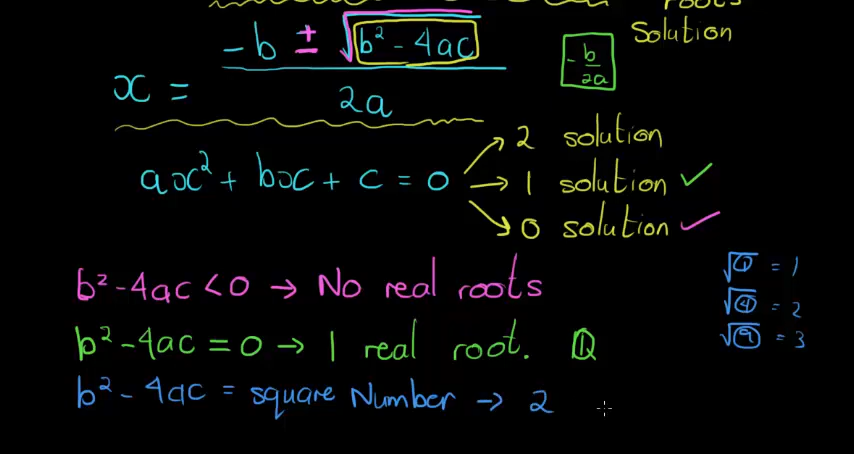 roots
Solution
x = (-b ± √(b² - 4ac)) / 2a
-b/2a
ax² + bx + c = 0
2 solution
1 solution ✓
0 solution ✓
b² - 4ac < 0 → No real roots
b² - 4ac = 0 → 1 real root. ℚ
b² - 4ac = square Number → 2
√1 = 1
√4 = 2
√9 = 3